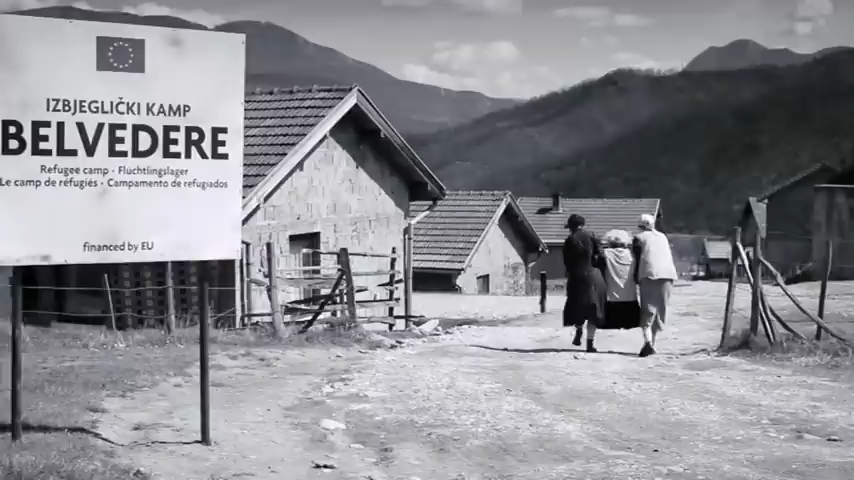 IZBJEGLIČKI KAMP
BELVEDERE
Refugee camp - Flüchtlingslager
Le camp de réfugiés - Campamento de refugiados
financed by EU